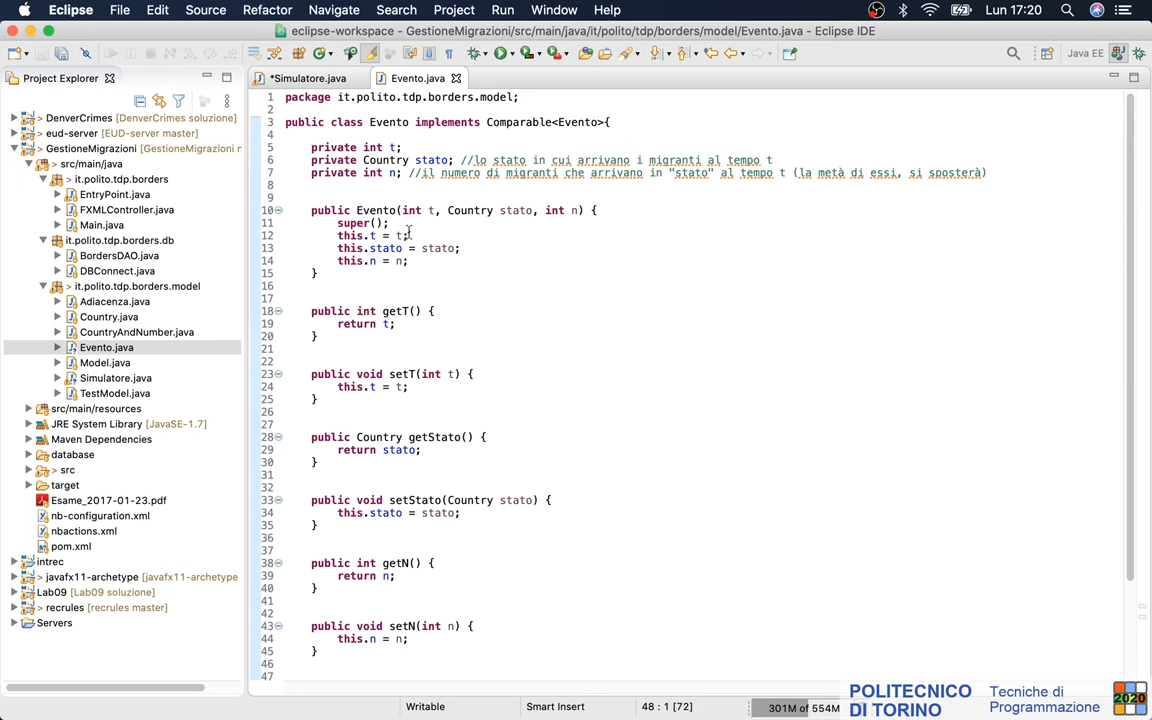 Eclipse File Edit Source Refactor Navigate Search Project Run Window Help Lun 17:20
eclipse-workspace - GestioneMigrazioni/src/main/java/it/polito/tdp/borders/model/Evento.java - Eclipse IDE
Java EE
Project Explorer
*Simulatore.java Evento.java
> DenverCrimes [DenverCrimes soluzione]
> eud-server [EUD-server master]
> GestioneMigrazioni [GestioneMigrazioni r
> src/main/java
> it.polito.tdp.borders
EntryPoint.java
FXMLController.java
Main.java
it.polito.tdp.borders.db
BordersDAO.java
DBConnect.java
> it.polito.tdp.borders.model
Adiacenza.java
Country.java
CountryAndNumber.java
Evento.java
Model.java
Simulatore.java
TestModel.java
src/main/resources
JRE System Library [JavaSE-1.7]
Maven Dependencies
database
> src
target
Esame_2017-01-23.pdf
nb-configuration.xml
nbactions.xml
pom.xml
intrec
> javafx11-archetype [javafx11-archetype
Lab09 [Lab09 soluzione]
> recrules [recrules master]
Servers
1 package it.polito.tdp.borders.model;
2
3 public class Evento implements Comparable<Evento>{
4
5 private int t;
6 private Country stato; //lo stato in cui arrivano i migranti al tempo t
7 private int n; //il numero di migranti che arrivano in "stato" al tempo t (la metà di essi, si sposterà)
8
9
10 public Evento(int t, Country stato, int n) {
11 super();
12 this.t = t;
13 this.stato = stato;
14 this.n = n;
15 }
16
17
18 public int getT() {
19 return t;
20 }
21
22
23 public void setT(int t) {
24 this.t = t;
25 }
26
27
28 public Country getStato() {
29 return stato;
30 }
31
32
33 public void setStato(Country stato) {
34 this.stato = stato;
35 }
36
37
38 public int getN() {
39 return n;
40 }
41
42
43 public void setN(int n) {
44 this.n = n;
45 }
46
47
Writable Smart Insert 48 : 1 [72] 301M of 554M
POLITECNICO
DI TORINO
Tecniche di
Programmazione
2020